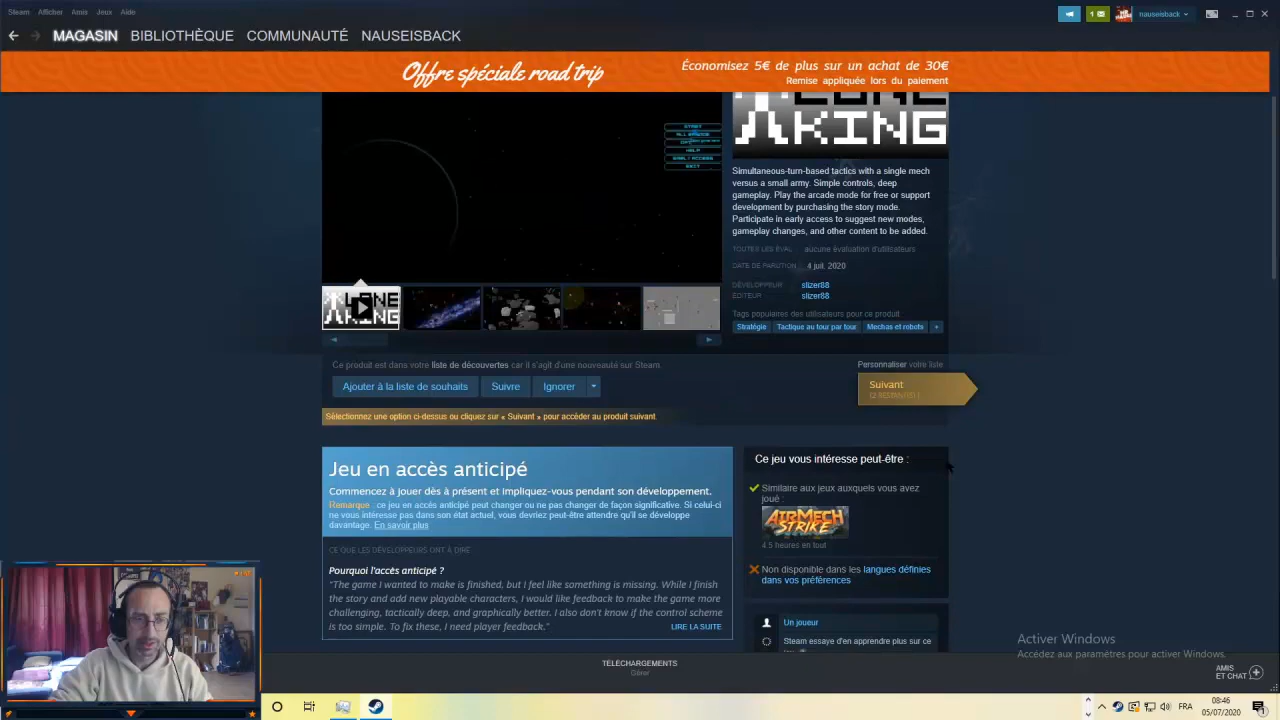 Steam Afficher Amis Jeux Aide
1
nauseisback
MAGASIN BIBLIOTHÈQUE COMMUNAUTÉ NAUSEISBACK
Offre spéciale road trip
Économisez 5€ de plus sur un achat de 30€
Remise appliquée lors du paiement
START
HELP
EXIT
KING
Simultaneous-turn-based tactics with a single mech
versus a small army. Simple controls, deep
gameplay. Play the arcade mode for free or support
development by purchasing the story mode.
Participate in early access to suggest new modes,
gameplay changes, and other content to be added.
TOUTES LES ÉVAL. aucune évaluation d'utilisateurs
DATE DE PARUTION 4 juil. 2020
DÉVELOPPEUR slizer88
ÉDITEUR slizer88
Tags populaires des utilisateurs pour ce produit
Stratégie Tactique au tour par tour Mechas et robots +
Ce produit est dans votre liste de découvertes car il s'agit d'une nouveauté sur Steam
Personnaliser votre liste
Ajouter à la liste de souhaits Suivre Ignorer
Suivant
Sélectionnez une option ci-dessus ou cliquez sur « Suivant » pour accéder au produit suivant.
Jeu en accès anticipé
Commencez à jouer dès à présent et impliquez-vous pendant son développement.
Remarque : ce jeu en accès anticipé peut changer ou ne pas changer de façon significative. Si celui-ci
ne vous intéresse pas dans son état actuel, vous devriez peut-être attendre qu'il se développe
davantage. En savoir plus
CE QUE LES DÉVELOPPEURS ONT À DIRE
Pourquoi l'accès anticipé ?
“The game I wanted to make is finished, but I feel like something is missing. While I finish
the story and add new playable characters, I would like feedback to make the game more
challenging, tactically deep, and graphically better. I also don't know if the control scheme
is too simple. To fix these, I need player feedback.”
LIRE LA SUITE
Ce jeu vous intéresse peut-être :
Similaire aux jeux auxquels vous avez
joué :
AIRMECH
STRIKE
4.5 heures en tout
Non disponible dans les langues définies
dans vos préférences
Un joueur
Steam essaye d'en apprendre plus sur ce
Activer Windows
Accédez aux paramètres pour activer Windows.
TÉLÉCHARGEMENTS
Gérer
AMIS
ET CHAT
FRA
08:46
05/07/2020